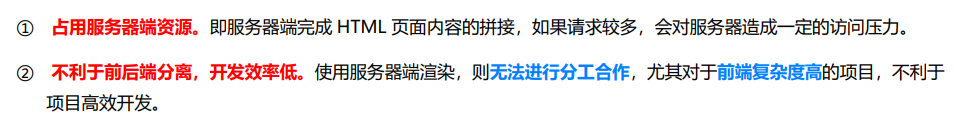 ① 占用服务器端资源。即服务器端完成 HTML 页面内容的拼接，如果请求较多，会对服务器造成一定的访问压力。
② 不利于前后端分离，开发效率低。使用服务器端渲染，则无法进行分工合作，尤其对于前端复杂度高的项目，不利于
项目高效开发。